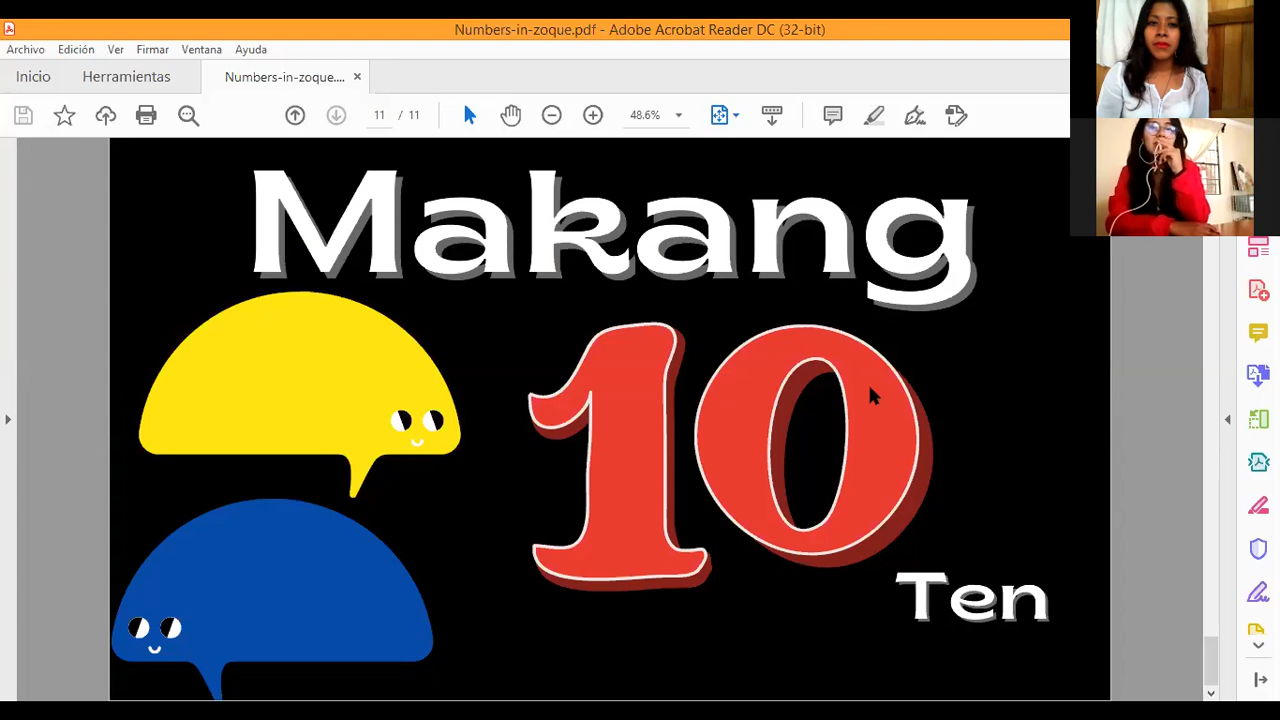 Numbers-in-zoque.pdf - Adobe Acrobat Reader DC (32-bit)
Archivo Edición Ver Firmar Ventana Ayuda
Inicio Herramientas Numbers-in-zoque....
11 / 11 48.6%
Makang
10
Ten